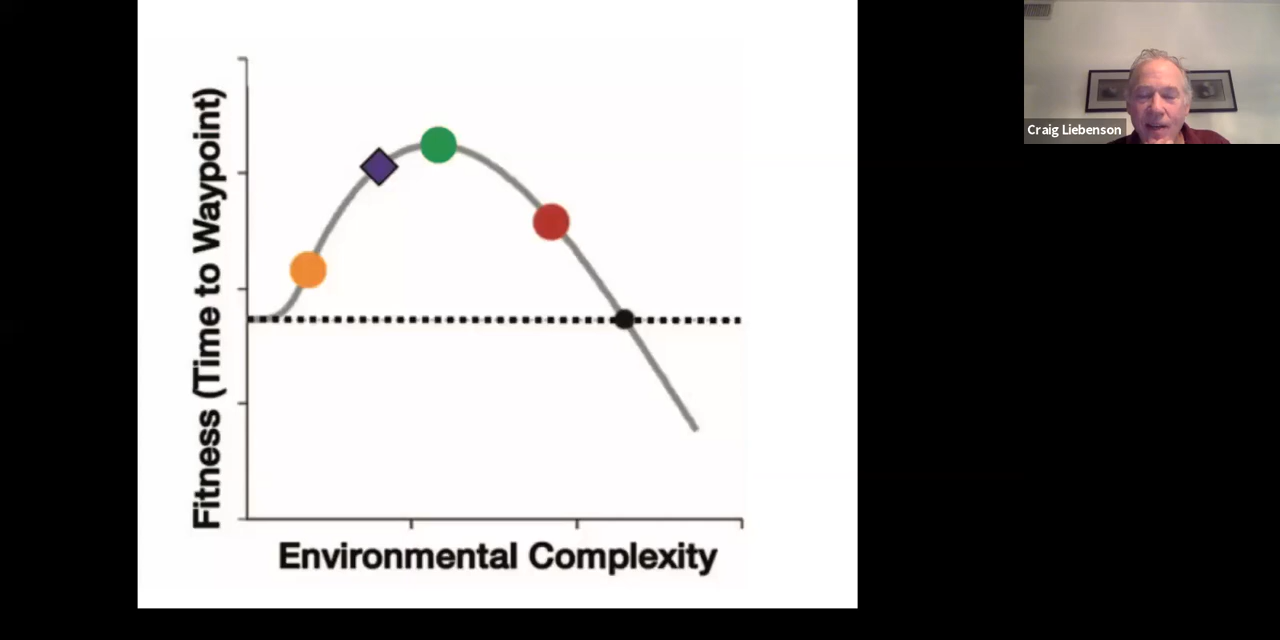 Fitness (Time to Waypoint)
Environmental Complexity
Craig Liebenson